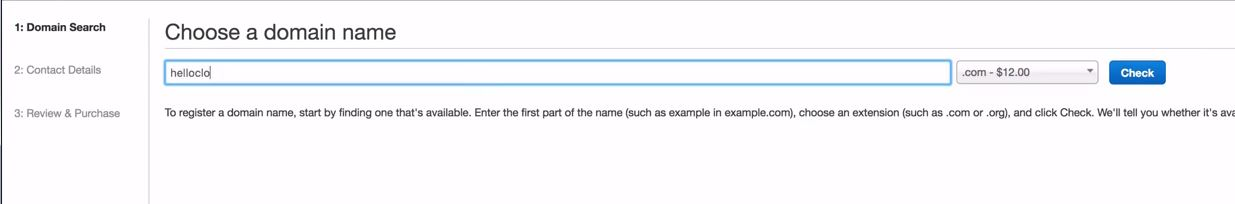 1: Domain Search
Choose a domain name
helloclo
.com - $12.00
Check
2: Contact Details
3: Review & Purchase
To register a domain name, start by finding one that's available. Enter the first part of the name (such as example in example.com), choose an extension (such as .com or .org), and click Check. We'll tell you whether it's ava